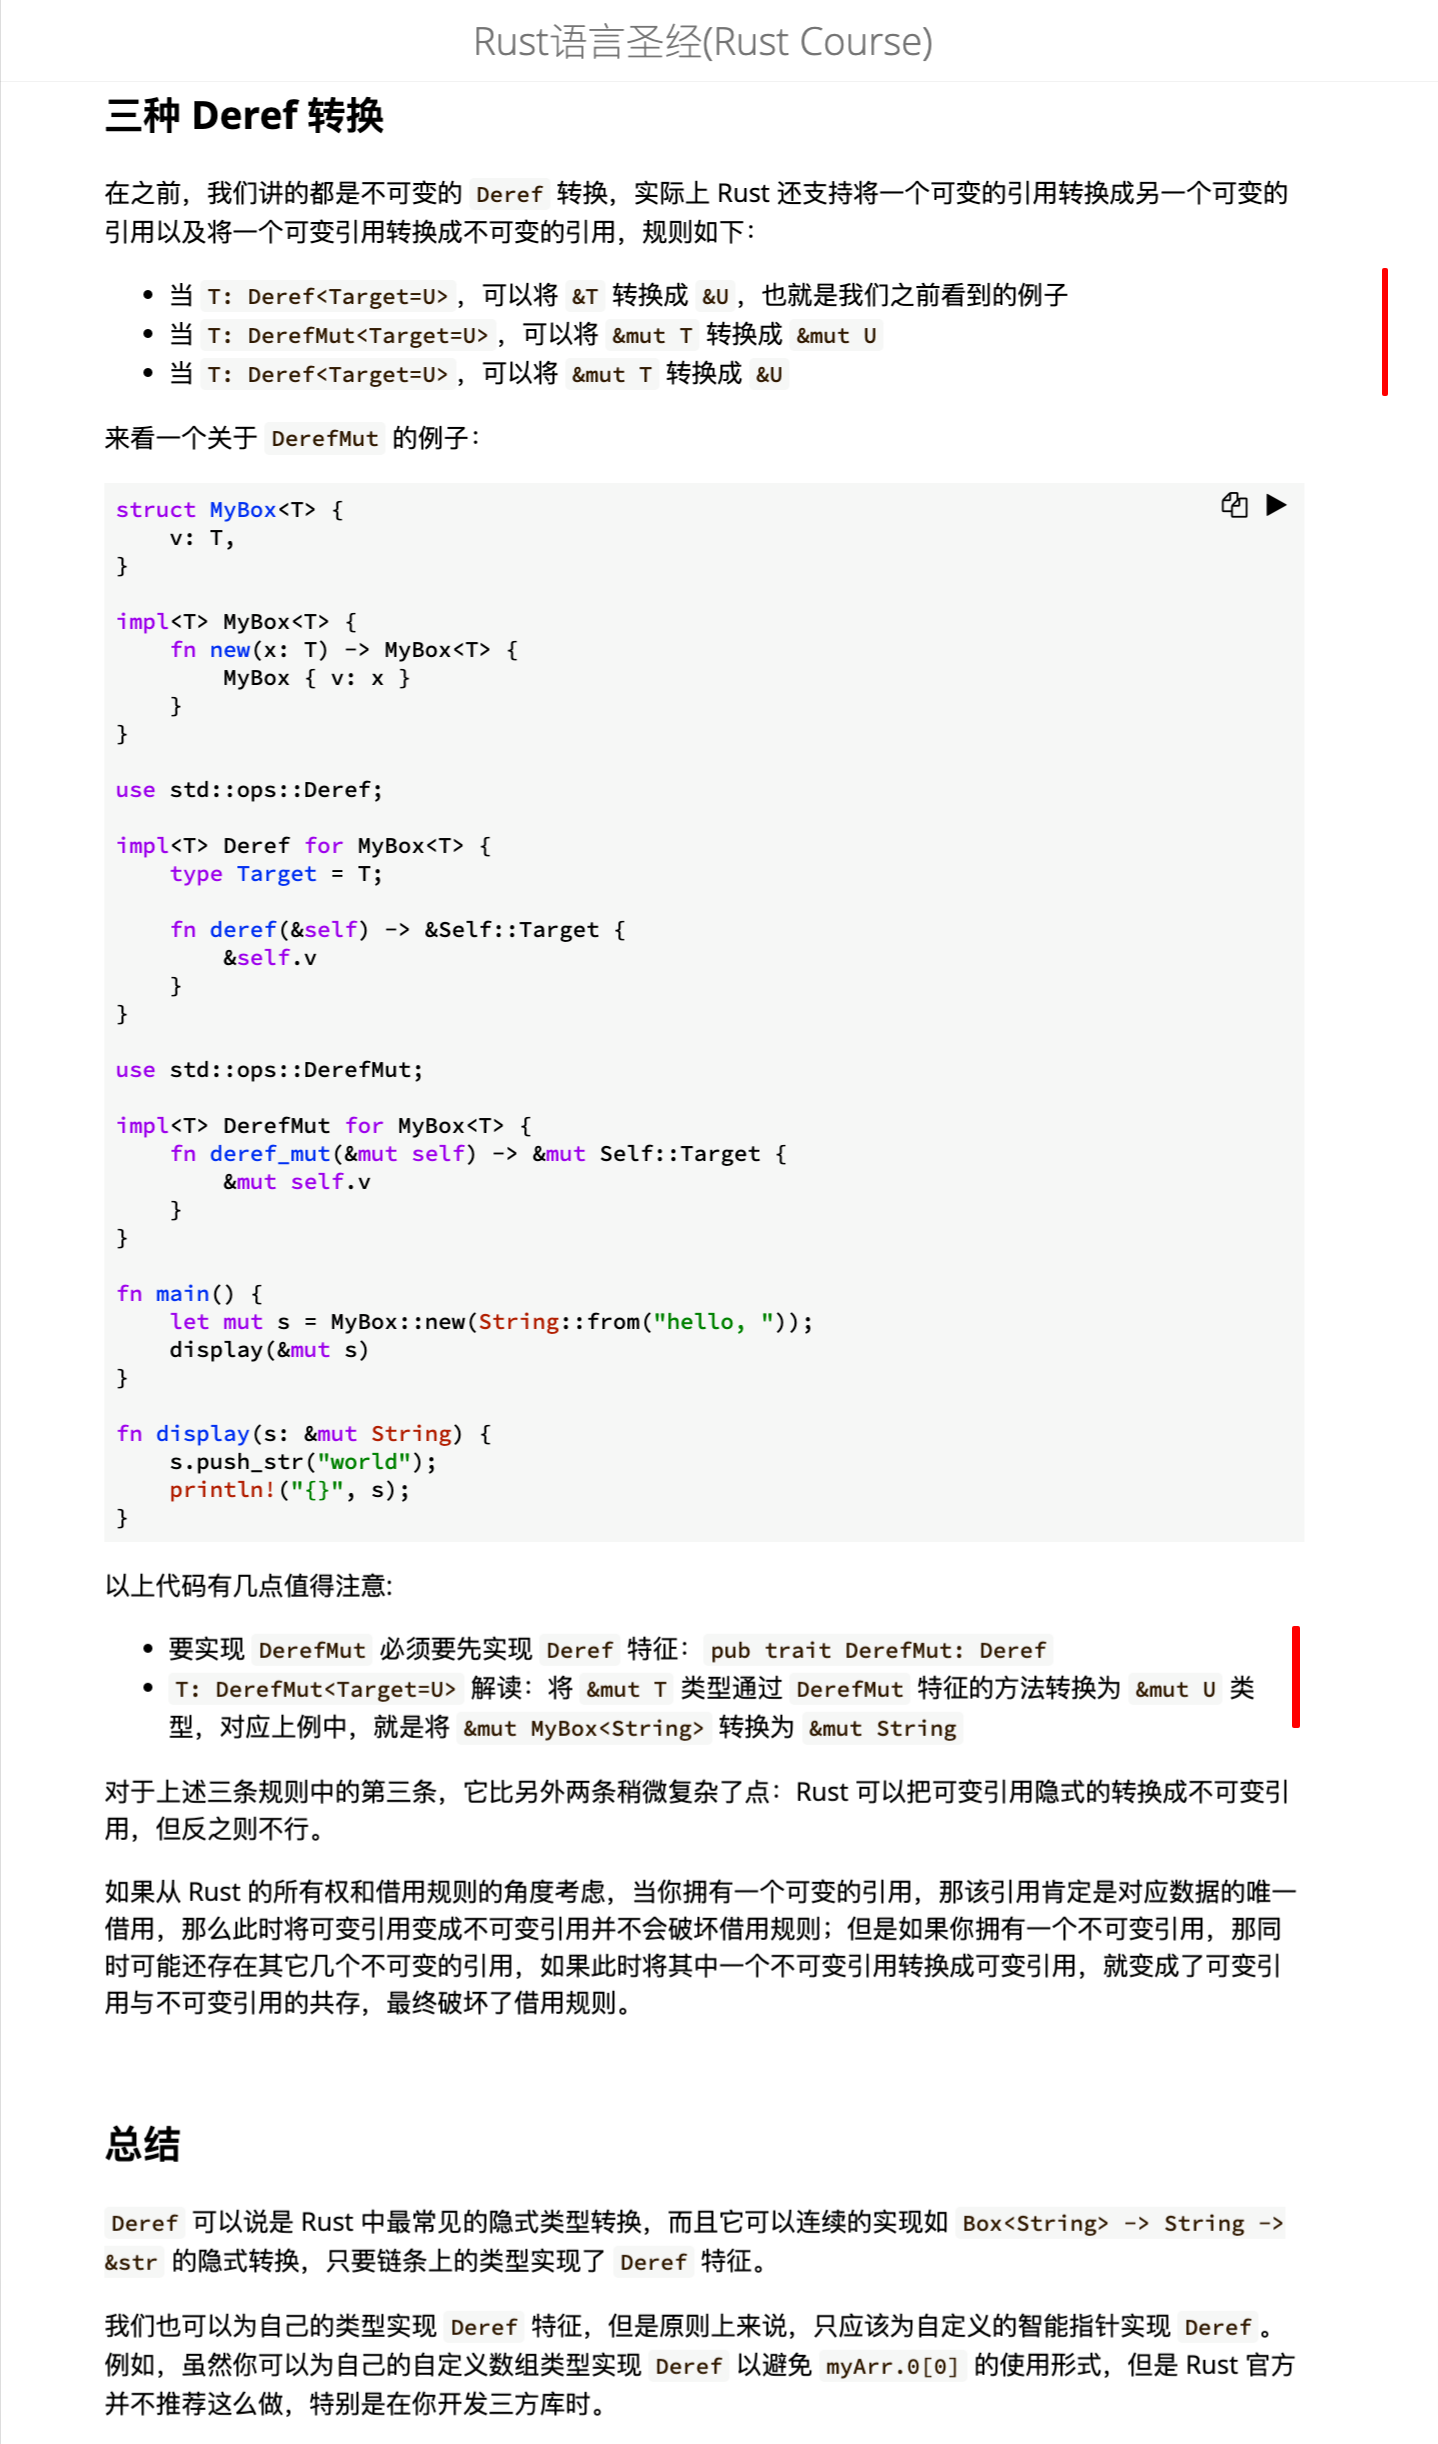 Rust语言圣经(Rust Course)
三种 Deref 转换
在之前，我们讲的都是不可变的 Deref 转换，实际上 Rust 还支持将一个可变的引用转换成另一个可变的
引用以及将一个可变引用转换成不可变的引用，规则如下：
• 当 T: Deref<Target=U>，可以将 &T 转换成 &U，也就是我们之前看到的例子
• 当 T: DerefMut<Target=U>，可以将 &mut T 转换成 &mut U
• 当 T: Deref<Target=U>，可以将 &mut T 转换成 &U
来看一个关于 DerefMut 的例子：
struct MyBox<T> {
    v: T,
}
impl<T> MyBox<T> {
    fn new(x: T) -> MyBox<T> {
        MyBox { v: x }
    }
}
use std::ops::Deref;
impl<T> Deref for MyBox<T> {
    type Target = T;
    fn deref(&self) -> &Self::Target {
        &self.v
    }
}
use std::ops::DerefMut;
impl<T> DerefMut for MyBox<T> {
    fn deref_mut(&mut self) -> &mut Self::Target {
        &mut self.v
    }
}
fn main() {
    let mut s = MyBox::new(String::from("hello, "));
    display(&mut s)
}
fn display(s: &mut String) {
    s.push_str("world");
    println!("{}", s);
}
以上代码有几点值得注意:
• 要实现 DerefMut 必须要先实现 Deref 特征：pub trait DerefMut: Deref
• T: DerefMut<Target=U> 解读：将 &mut T 类型通过 DerefMut 特征的方法转换为 &mut U 类
型，对应上例中，就是将 &mut MyBox<String> 转换为 &mut String
对于上述三条规则中的第三条，它比另外两条稍微复杂了点：Rust 可以把可变引用隐式的转换成不可变引
用，但反之则不行。
如果从 Rust 的所有权和借用规则的角度考虑，当你拥有一个可变的引用，那该引用肯定是对应数据的唯一
借用，那么此时将可变引用变成不可变引用并不会破坏借用规则；但是如果你拥有一个不可变引用，那同
时可能还存在其它几个不可变的引用，如果此时将其中一个不可变引用转换成可变引用，就变成了可变引
用与不可变引用的共存，最终破坏了借用规则。
总结
Deref 可以说是 Rust 中最常见的隐式类型转换，而且它可以连续的实现如 Box<String> -> String ->
&str 的隐式转换，只要链条上的类型实现了 Deref 特征。
我们也可以为自己的类型实现 Deref 特征，但是原则上来说，只应该为自定义的智能指针实现 Deref。
例如，虽然你可以为自己的自定义数组类型实现 Deref 以避免 myArr.0[0] 的使用形式，但是 Rust 官方
并不推荐这么做，特别是在你开发三方库时。